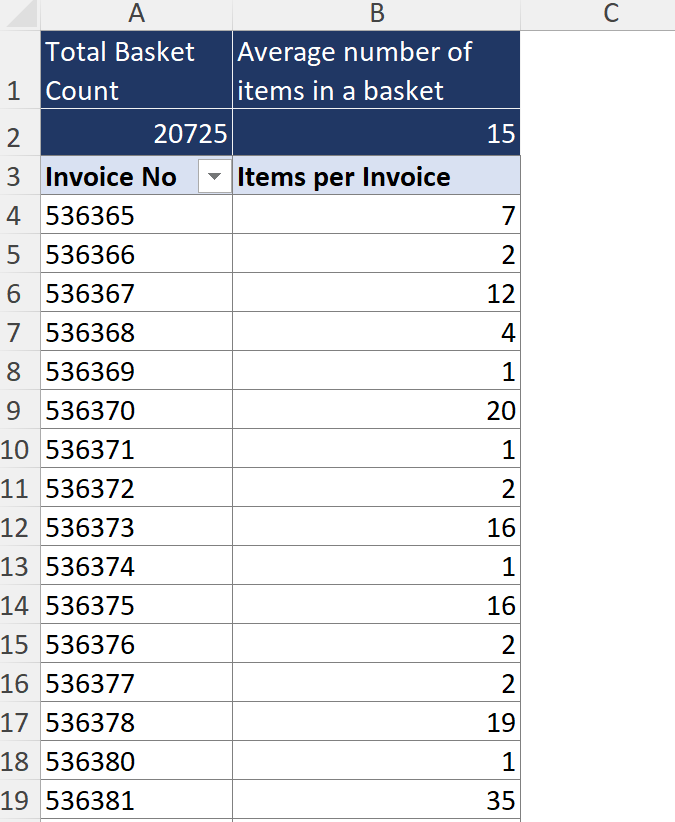 A B C
1 Total Basket Count Average number of items in a basket
2 20725 15
3 Invoice No Items per Invoice
4 536365 7
5 536366 2
6 536367 12
7 536368 4
8 536369 1
9 536370 20
10 536371 1
11 536372 2
12 536373 16
13 536374 1
14 536375 16
15 536376 2
16 536377 2
17 536378 19
18 536380 1
19 536381 35